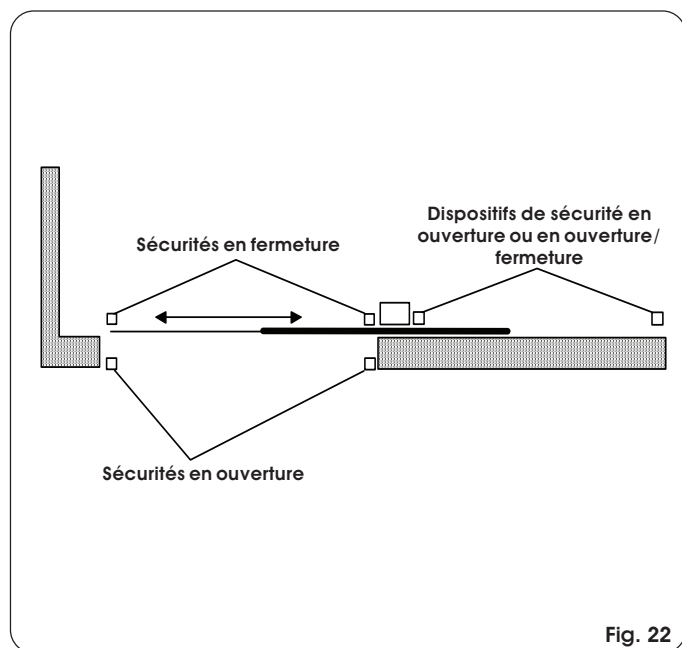 Dispositifs de sécurité en
ouverture ou en ouverture/
fermeture
Sécurités en fermeture
Sécurités en ouverture
Fig. 22